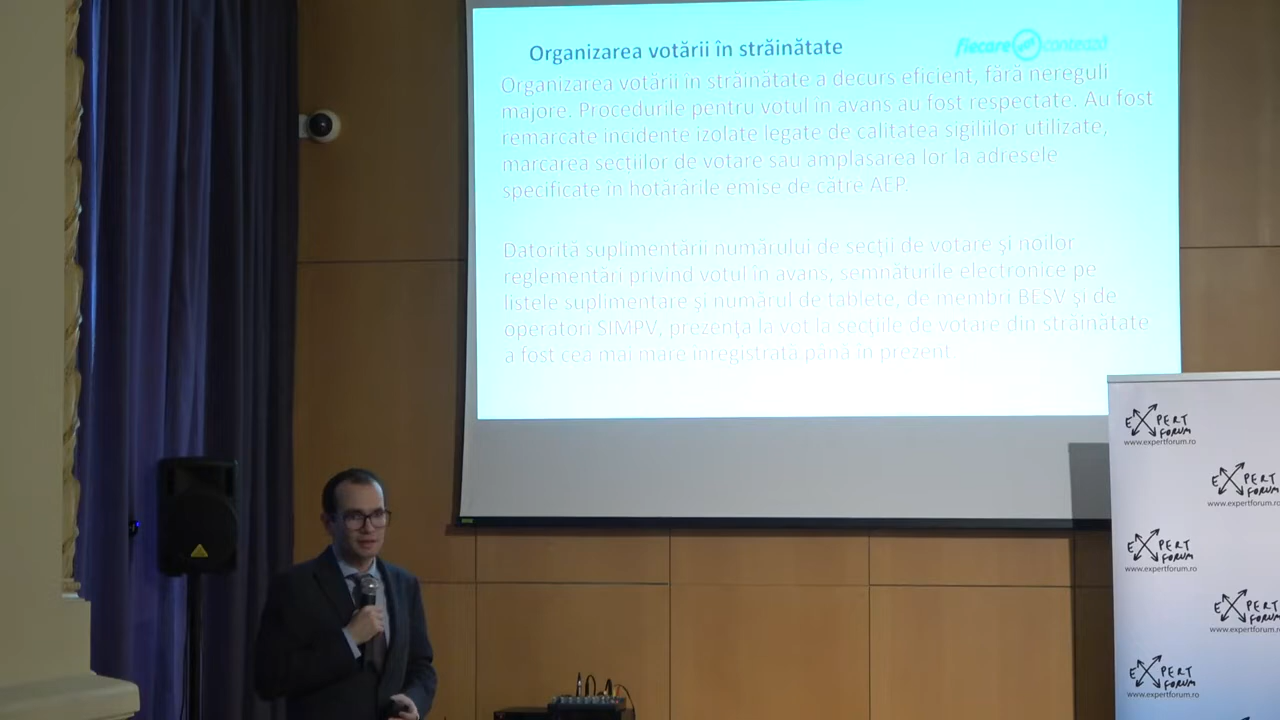 Organizarea votării în străinătate
fiecare contează
Organizarea votării în străinătate a decurs eficient, fără nereguli
majore. Procedurile pentru votul în avans au fost respectate. Au fost
remarcate incidente izolate legate de calitatea sigiliilor utilizate,
marcarea secțiilor de votare sau amplasarea lor la adresele
specificate în hotărârile emise de către AEP.
Datorită suplimentării numărului de secții de votare și noilor
reglementări privind votul în avans, semnăturile electronice pe
listele suplimentare și numărul de tablete, de membri BESV și de
operatori SIMPV, prezența la vot la secțiile de votare din străinătate
a fost cea mai mare înregistrată până în prezent
EXPERT
FORUM
www.expertforum.ro
EXPERT
FORUM
www.expertforum.ro
EXPERT
FORUM
www.expertforum.ro
EXPERT
FORUM
www.expertforum.ro
EXPERT
FORUM
www.expertforum.ro